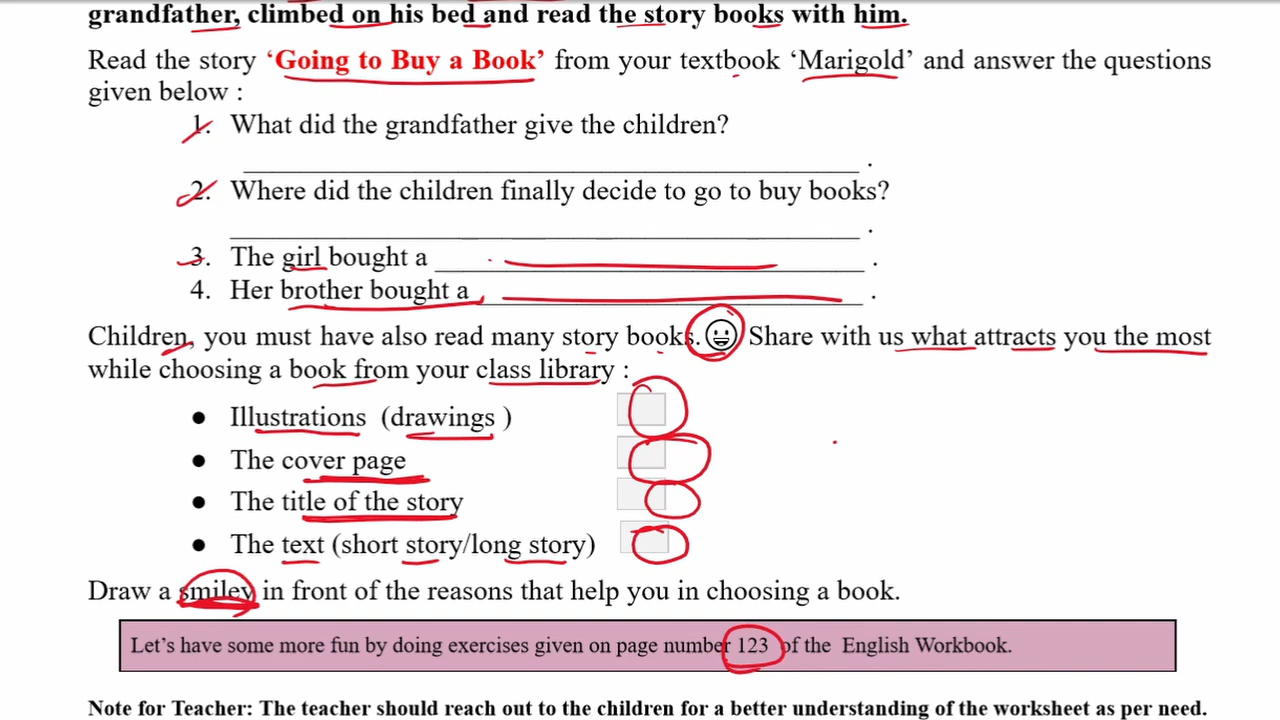 grandfather, climbed on his bed and read the story books with him.
Read the story ‘Going to Buy a Book’ from your textbook ‘Marigold’ and answer the questions
given below :
1. What did the grandfather give the children?
____________________________________________ .
2. Where did the children finally decide to go to buy books?
_____________________________________________ .
3. The girl bought a _______________________________ .
4. Her brother bought a ____________________________ .
Children, you must have also read many story books. 😀 Share with us what attracts you the most
while choosing a book from your class library :
● Illustrations (drawings )
● The cover page
● The title of the story
● The text (short story/long story)
Draw a smiley in front of the reasons that help you in choosing a book.
Let’s have some more fun by doing exercises given on page number 123 of the English Workbook.
Note for Teacher: The teacher should reach out to the children for a better understanding of the worksheet as per need.